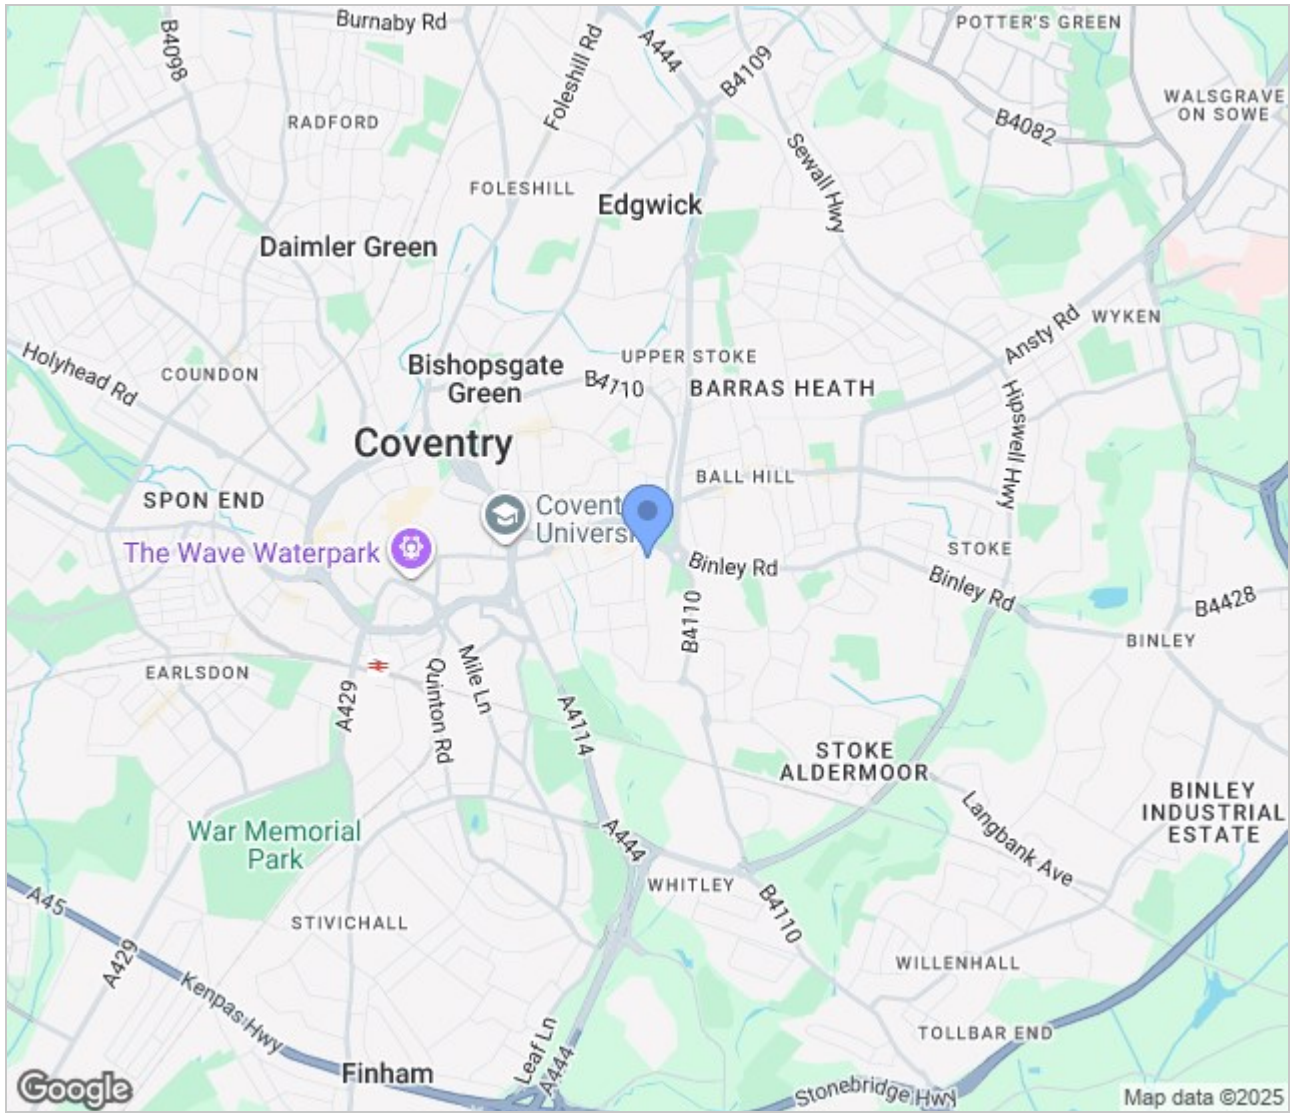 Burnaby Rd
B4098
Foleshill Rd
A444
B4109
POTTER'S GREEN
WALSGRAVE
ON SOWE
RADFORD
B4082
Sewall Hwy
FOLESHILL
Edgwick
Daimler Green
Ansty Rd
WYKEN
Holyhead Rd
COUNDON
Bishopsgate
Green
UPPER STOKE
B4110
BARRAS HEATH
Hipswell Hwy
Coventry
BALL HILL
SPON END
Covent
Universi
The Wave Waterpark
Binley Rd
STOKE
Binley Rd
B4428
B4110
BINLEY
EARLSDON
Mile Ln
Quinton Rd
A429
A4114
STOKE
ALDERMOOR
BINLEY
INDUSTRIAL
ESTATE
Langbank Ave
War Memorial
Park
A444
WHITLEY
B4110
A45
STIVICHALL
A429
WILLENHALL
Kenpas Hwy
TOLLBAR END
Leaf Ln
A444
Finham
Stonebridge Hwy
Google
Map data ©2025